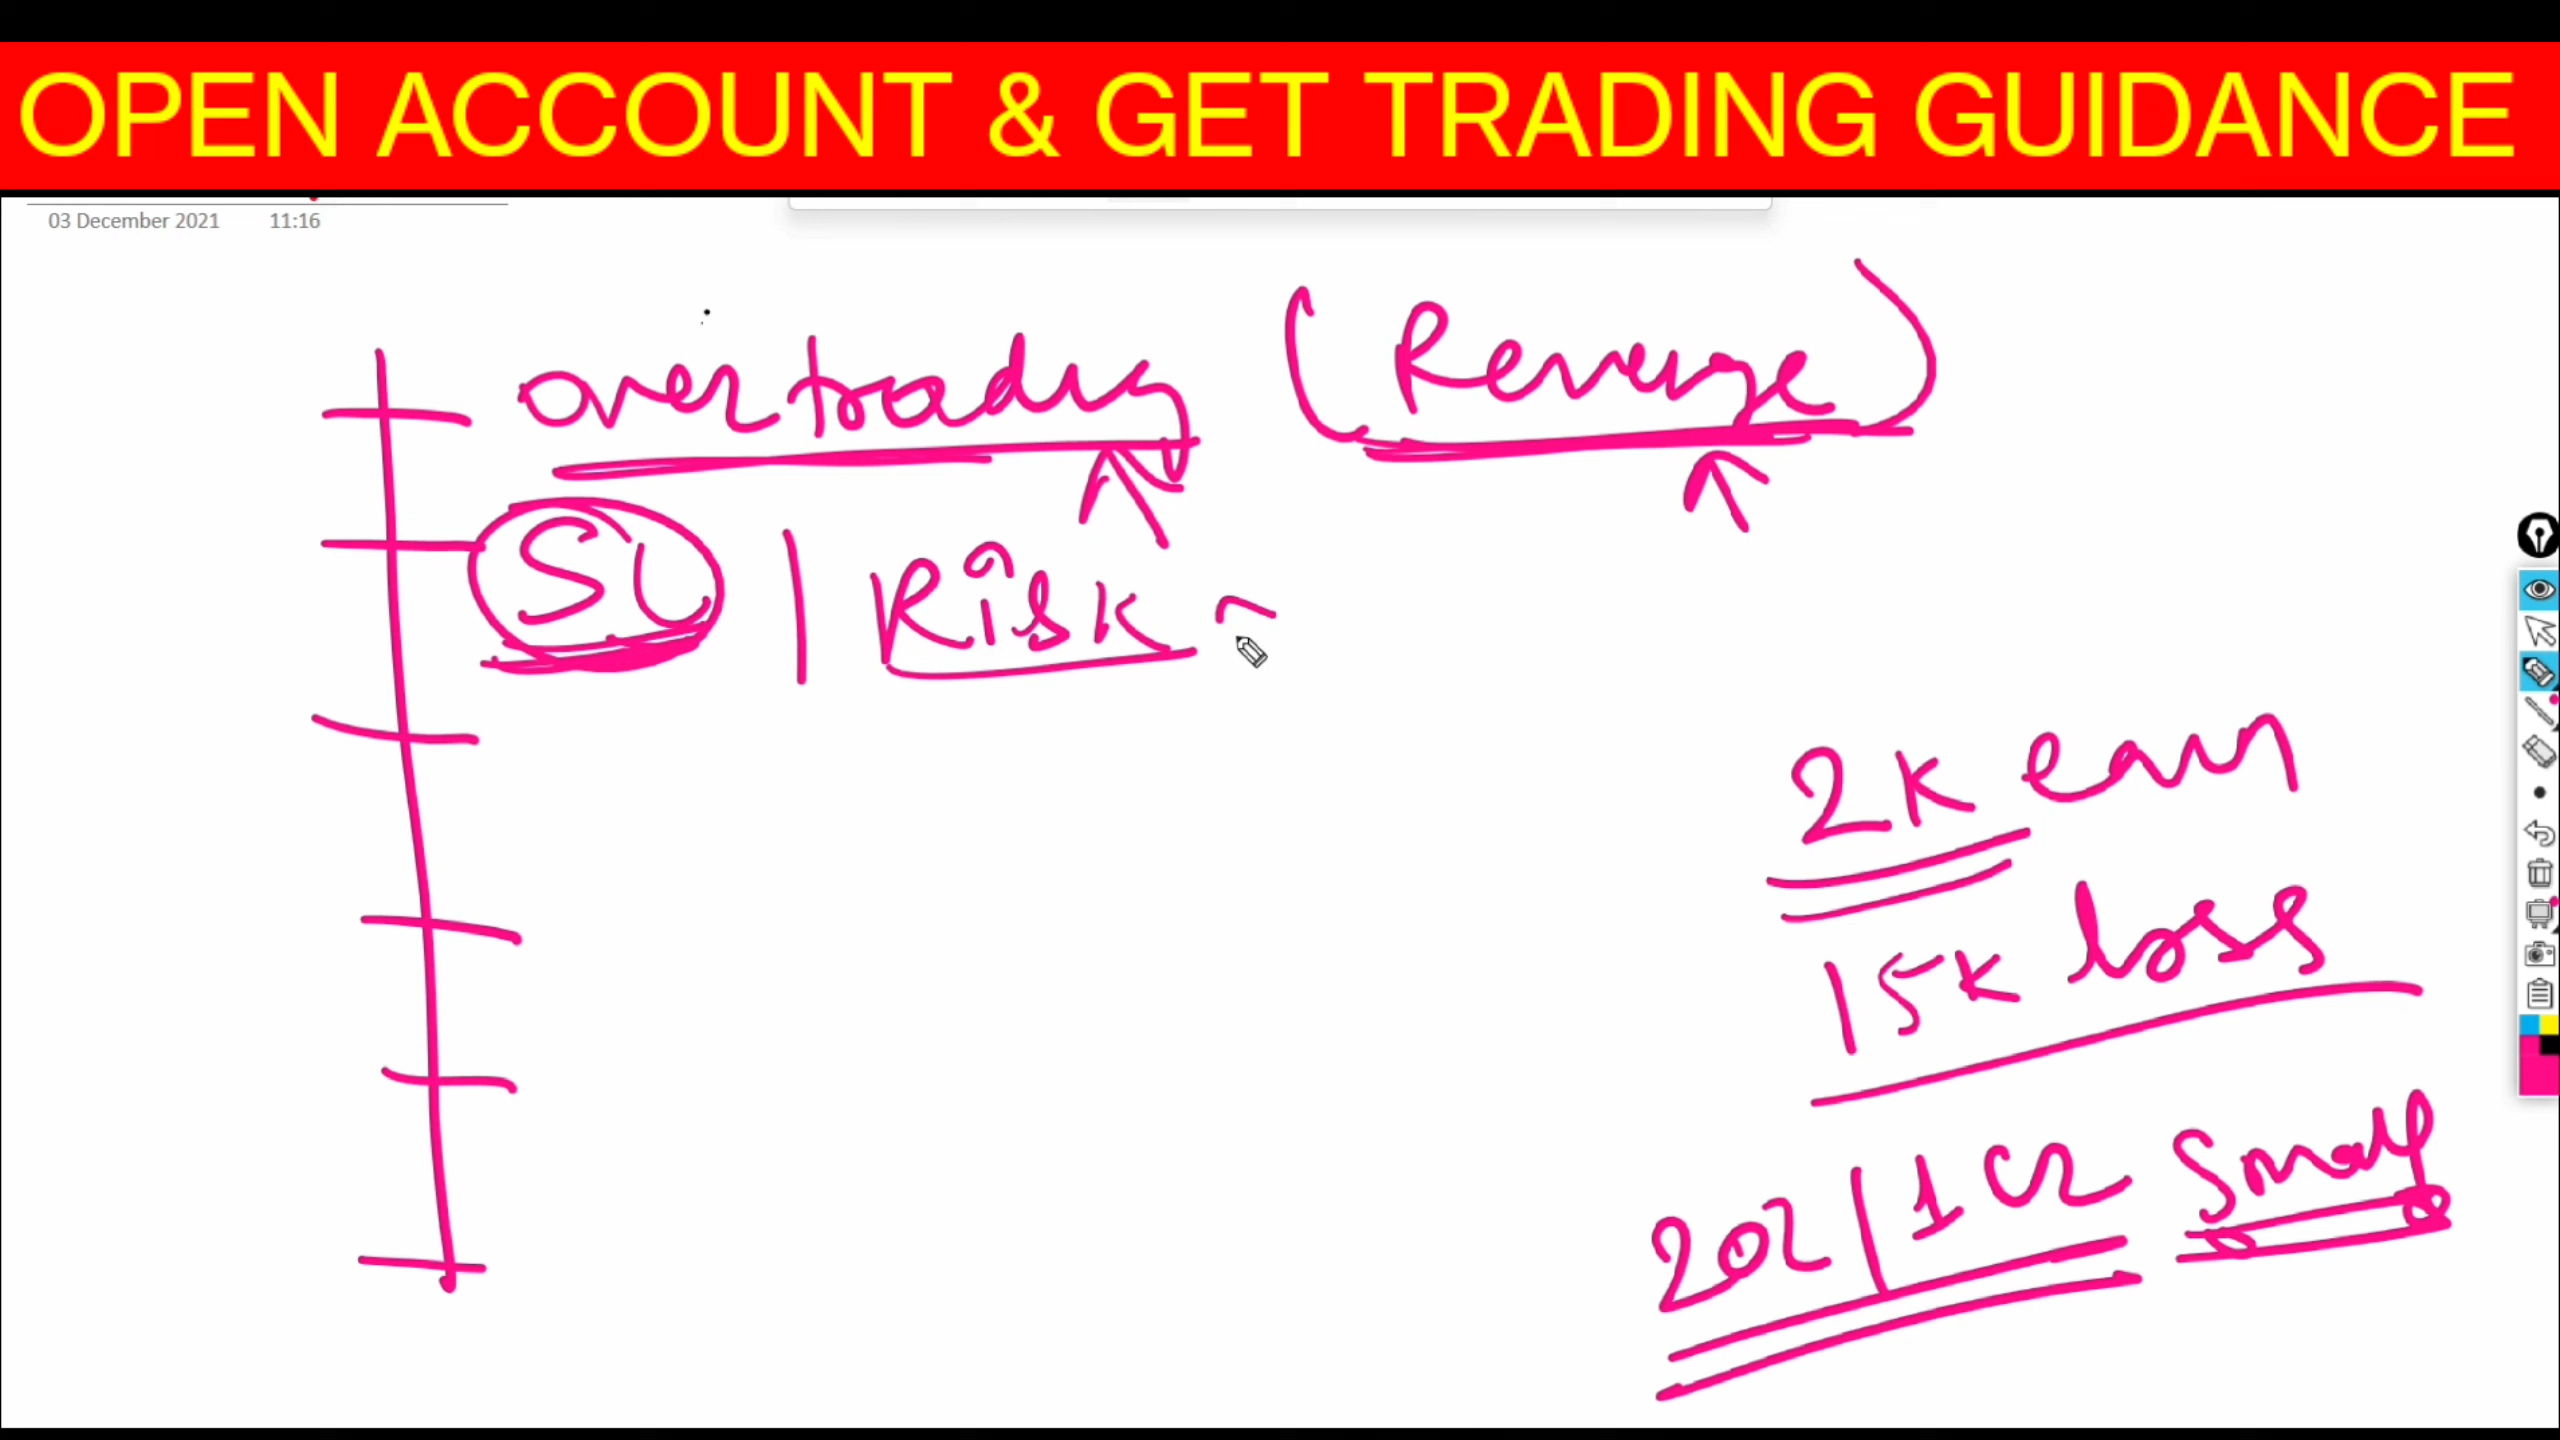 OPEN ACCOUNT & GET TRADING GUIDANCE
03 December 2021 11:16
overtrading (Revenge)
SL | Risk
2K earn
15K loss
202 / 1 Cr Small